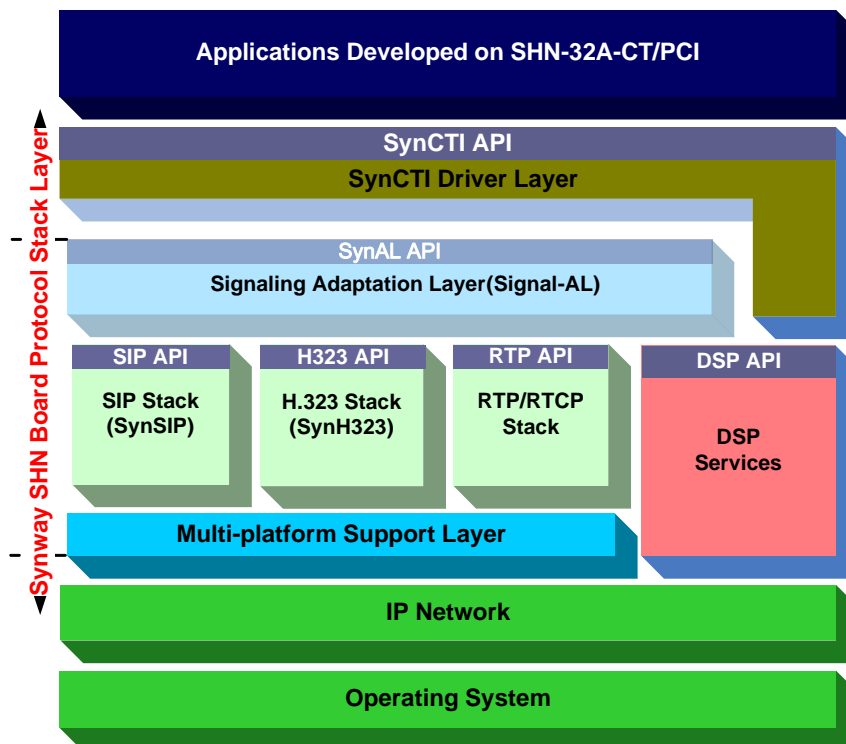 Applications Developed on SHN-32A-CT/PCI
Synway SHN Board Protocol Stack Layer
SynCTI API
SynCTI Driver Layer
SynAL API
Signaling Adaptation Layer(Signal-AL)
SIP API
SIP Stack
(SynSIP)
H323 API
H.323 Stack
(SynH323)
RTP API
RTP/RTCP
Stack
DSP API
DSP
Services
Multi-platform Support Layer
IP Network
Operating System